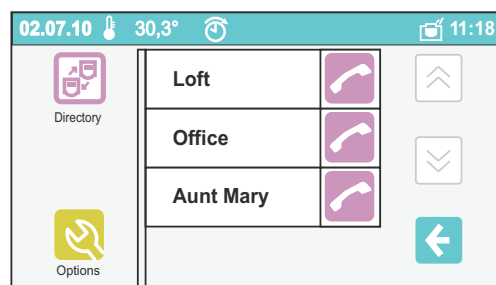 02.07.10 30,3° 11:18
Directory
Loft
Office
Aunt Mary
Options